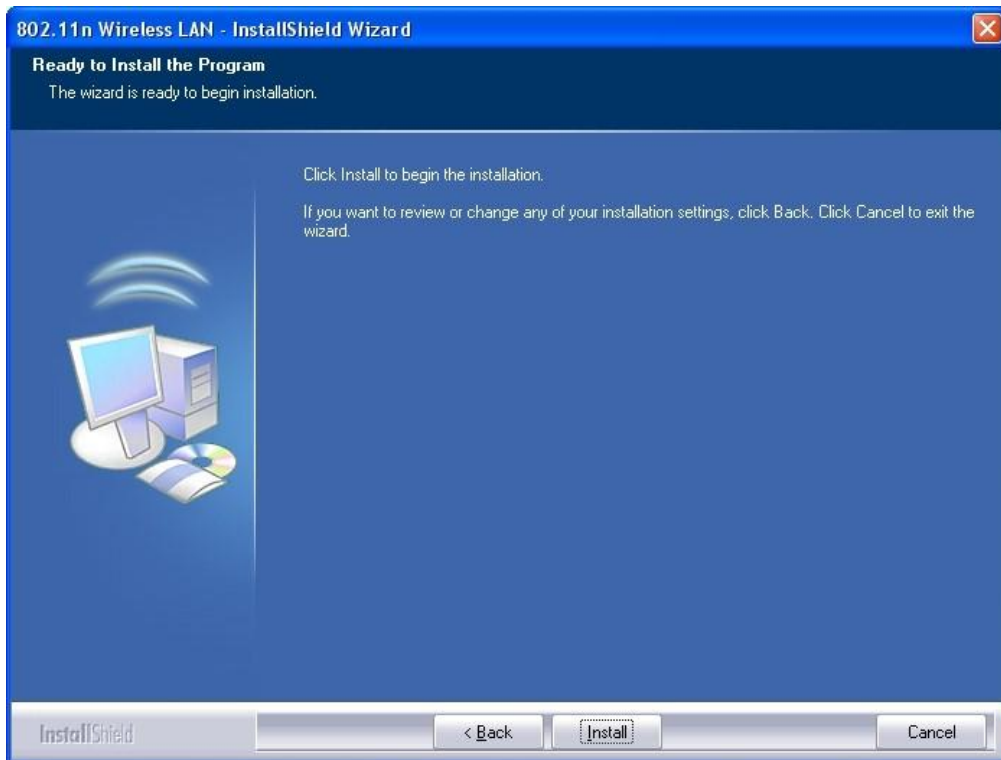 802.11n Wireless LAN - InstallShield Wizard
Ready to Install the Program
The wizard is ready to begin installation.
Click Install to begin the installation.
If you want to review or change any of your installation settings, click Back. Click Cancel to exit the
wizard.
InstallShield
< Back
Install
Cancel